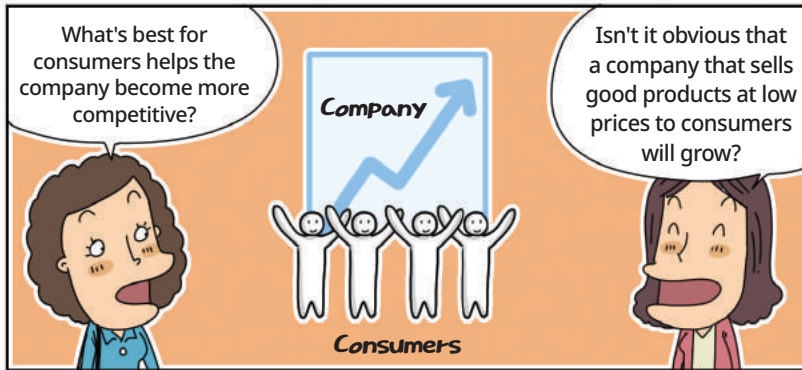 What's best for
consumers helps the
company become more
competitive?
Company
Consumers
Isn't it obvious that
a company that sells
good products at low
prices to consumers
will grow?